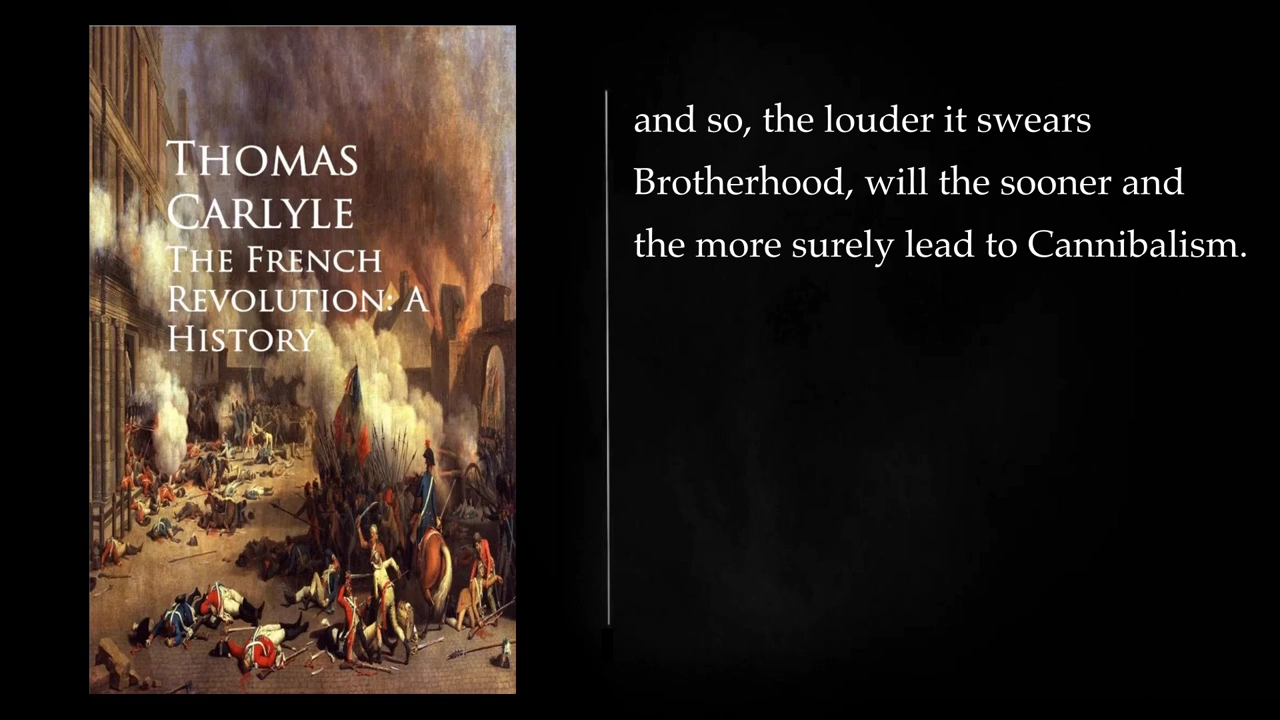 THOMAS
CARLYLE
THE FRENCH
REVOLUTION: A
HISTORY
and so, the louder it swears
Brotherhood, will the sooner and
the more surely lead to Cannibalism.